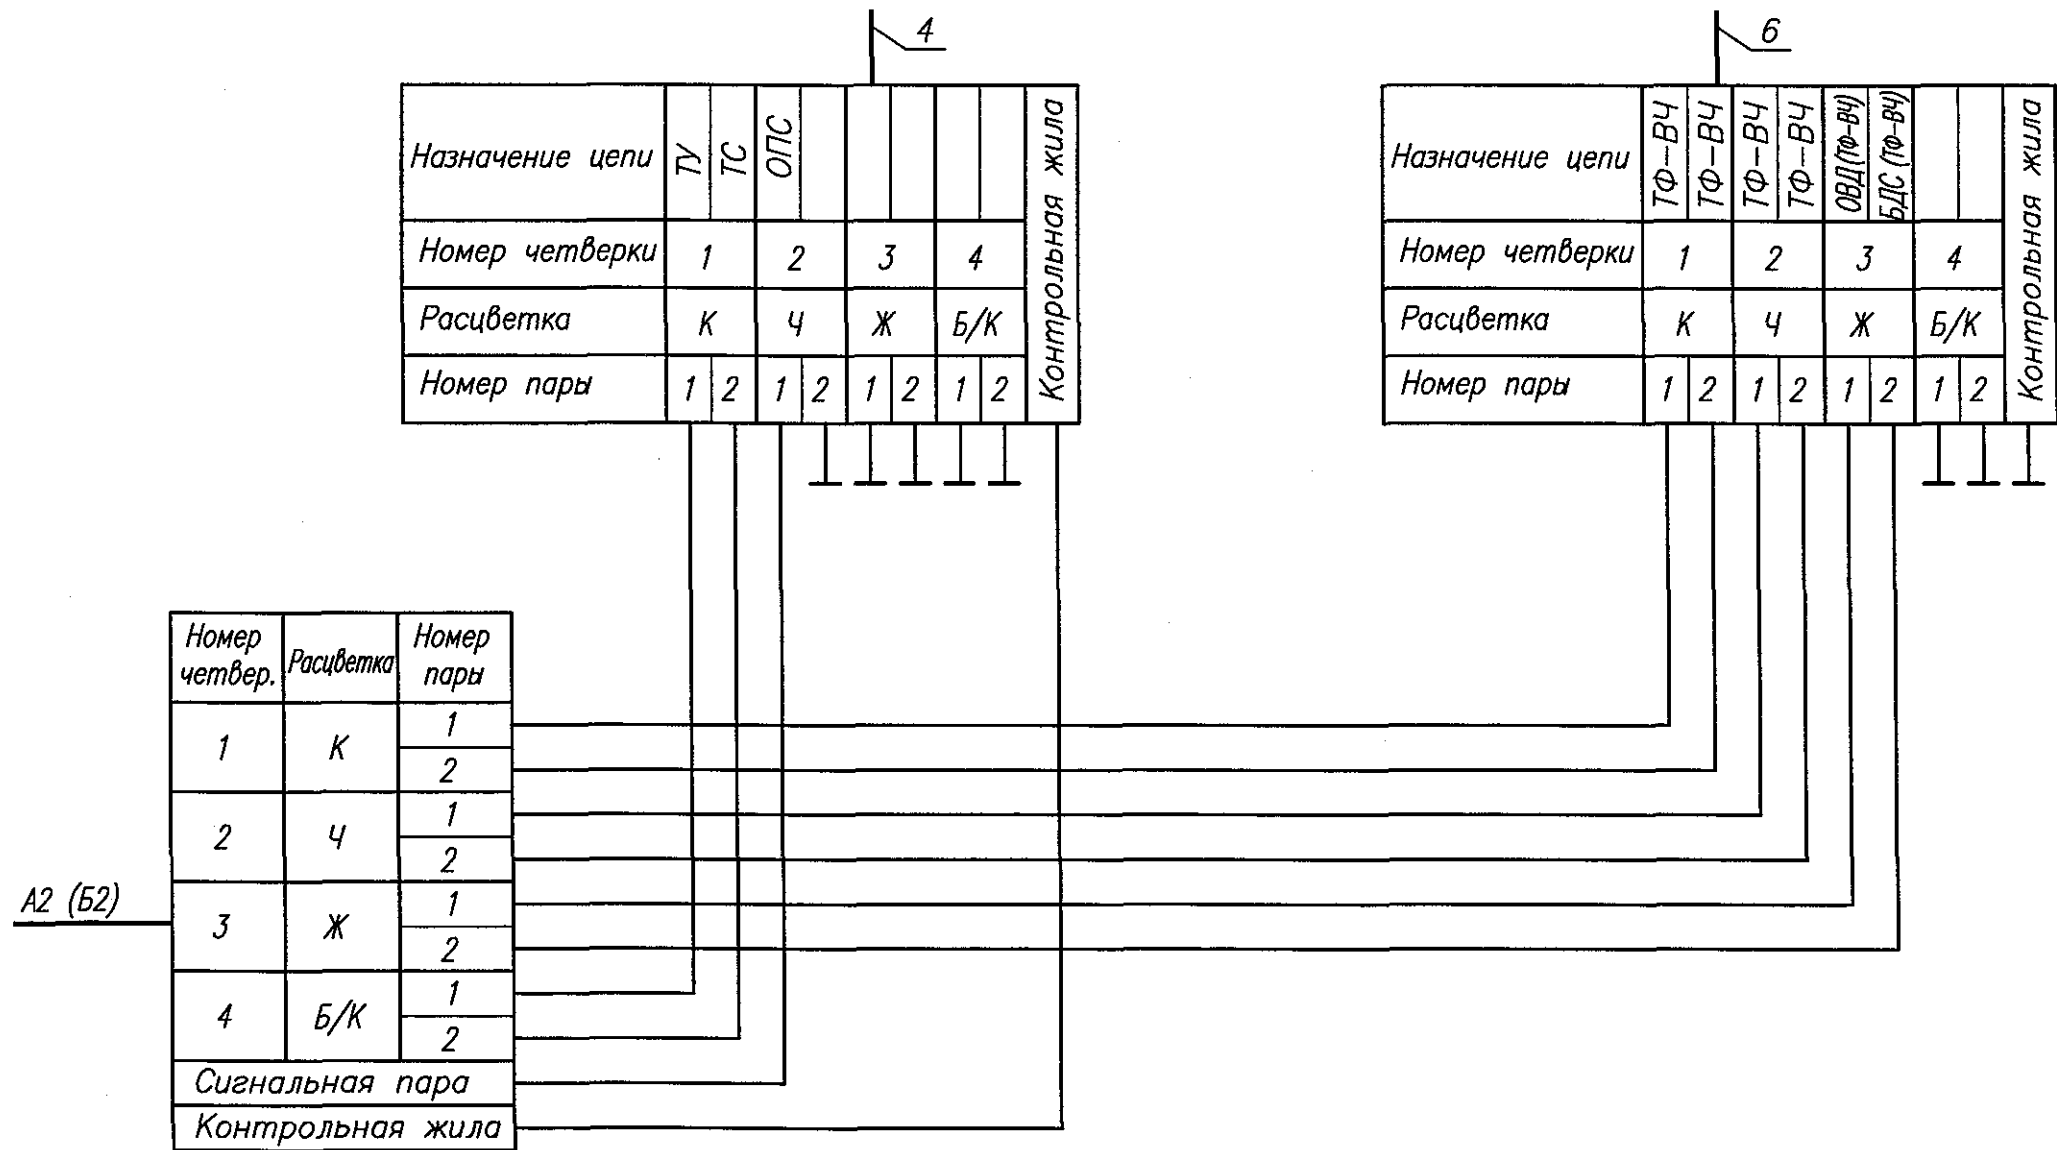 4
6
Назначение цепи ТУ ТС ОПС Контрольная жила
Номер четверки 1 2 3 4
Расцветка К Ч Ж Б/К
Номер пары 1 2 1 2 1 2 1 2
Назначение цепи ТФ-ВЧ ТФ-ВЧ ТФ-ВЧ ТФ-ВЧ ОВД(ТФ-ВЧ) БДС (ТФ-ВЧ) Контрольная жила
Номер четверки 1 2 3 4
Расцветка К Ч Ж Б/К
Номер пары 1 2 1 2 1 2 1 2
Номер четвер. Расцветка Номер пары
1 К 1
2
2 Ч 1
2
А2 (Б2)
3 Ж 1
2
4 Б/К 1
2
Сигнальная пара
Контрольная жила